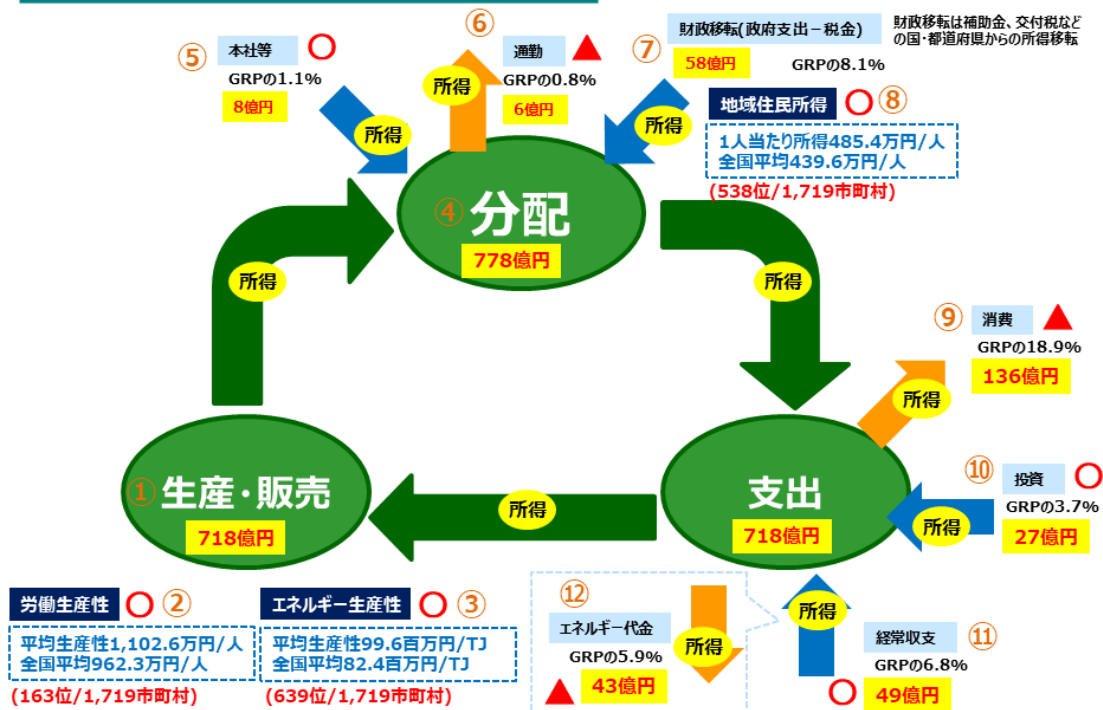 ⑤
本社等 ○
GRPの1.1%
8億円
所得
⑥
通勤 ▲
GRPの0.8%
6億円
所得
⑦
財政移転(政府支出－税金)
58億円 GRPの8.1%
所得
財政移転は補助金、交付税など
の国・都道府県からの所得移転
地域住民所得 ○ ⑧
1人当たり所得485.4万円/人
全国平均439.6万円/人
(538位/1,719市町村)
④ 分配
778億円
所得
所得
⑨ 消費 ▲
GRPの18.9%
136億円
所得
① 生産・販売
718億円
所得
支出
718億円
⑩ 投資 ○
GRPの3.7%
27億円
所得
労働生産性 ○ ②
平均生産性1,102.6万円/人
全国平均962.3万円/人
(163位/1,719市町村)
エネルギー生産性 ○ ③
平均生産性99.6百万円/TJ
全国平均82.4百万円/TJ
(639位/1,719市町村)
⑫
エネルギー代金
GRPの5.9%
▲ 43億円
所得
所得
経常収支 ⑪
GRPの6.8%
○ 49億円